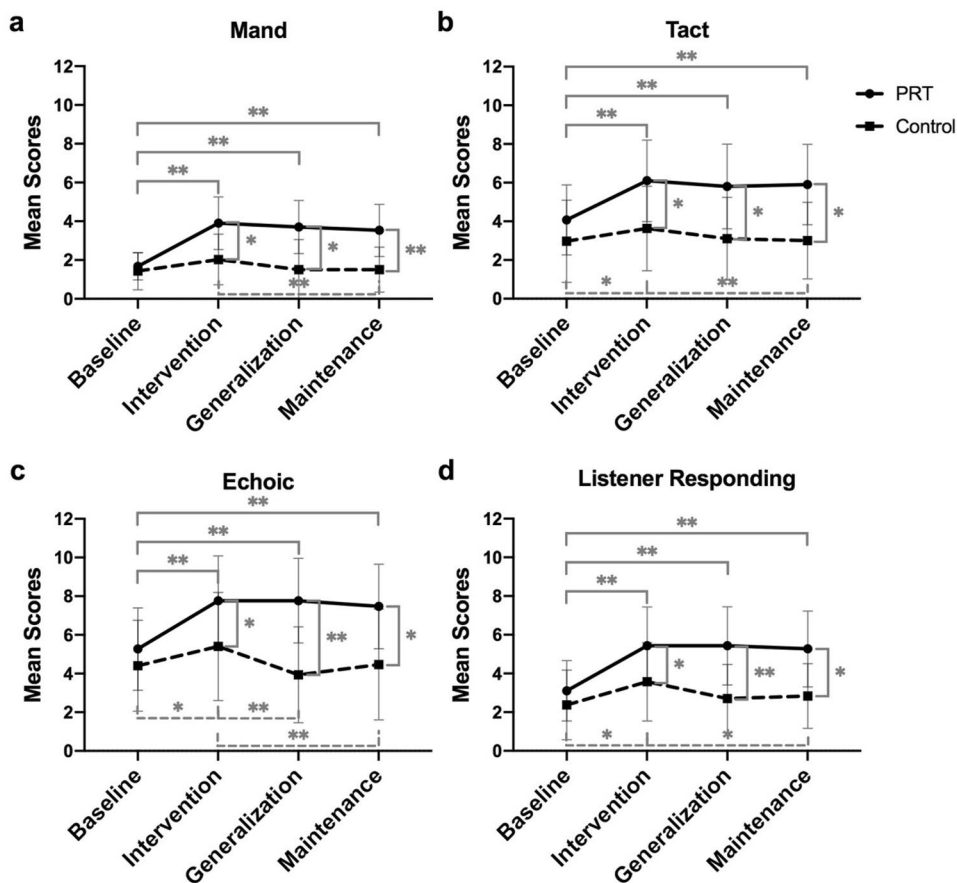 a
Mand
12
10
8
6
4
2
0
Mean Scores
**
**
**
*
*
**
**
Baseline
Intervention
Generalization
Maintenance
b
Tact
12
10
8
6
4
2
0
Mean Scores
**
**
**
*
*
*
*
**
Baseline
Intervention
Generalization
Maintenance
PRT
Control
c
Echoic
12
10
8
6
4
2
0
Mean Scores
**
**
**
*
**
*
*
**
**
Baseline
Intervention
Generalization
Maintenance
d
Listener Responding
12
10
8
6
4
2
0
Mean Scores
**
**
**
*
**
*
*
*
Baseline
Intervention
Generalization
Maintenance